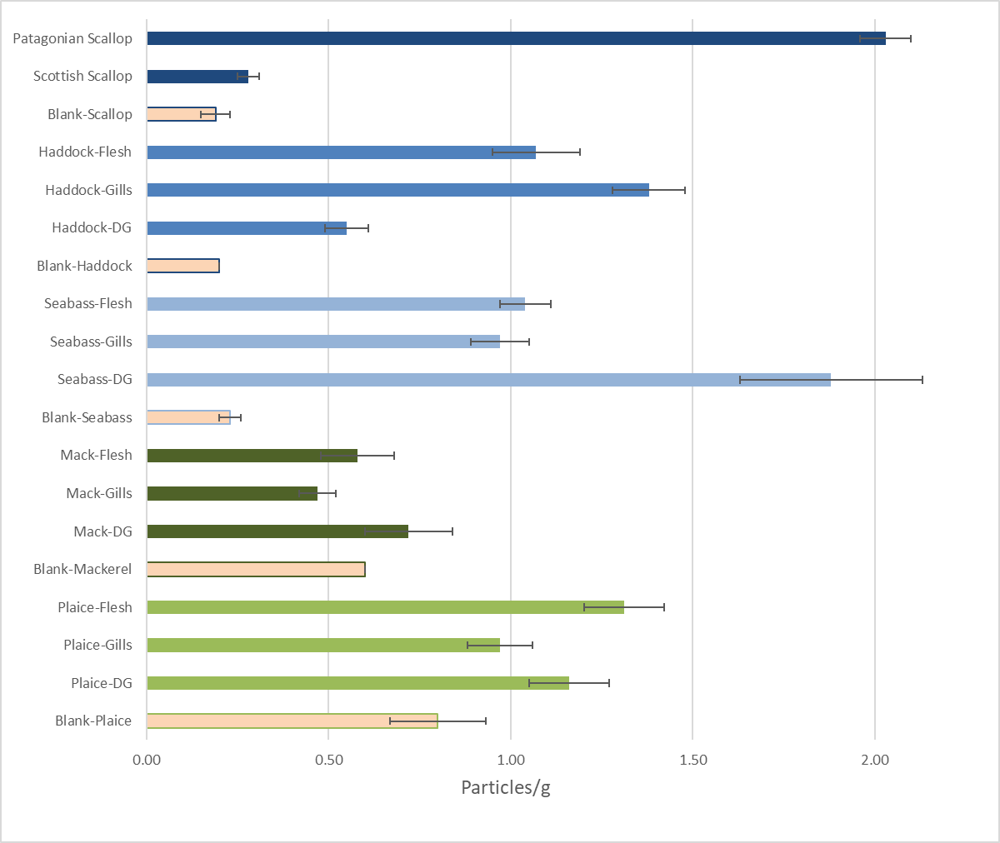 Patagonian Scallop
Scottish Scallop
Blank-Scallop
Haddock-Flesh
Haddock-Gills
Haddock-DG
Blank-Haddock
Seabass-Flesh
Seabass-Gills
Seabass-DG
Blank-Seabass
Mack-Flesh
Mack-Gills
Mack-DG
Blank-Mackerel
Plaice-Flesh
Plaice-Gills
Plaice-DG
Blank-Plaice
0.00 0.50 1.00 1.50 2.00
Particles/g